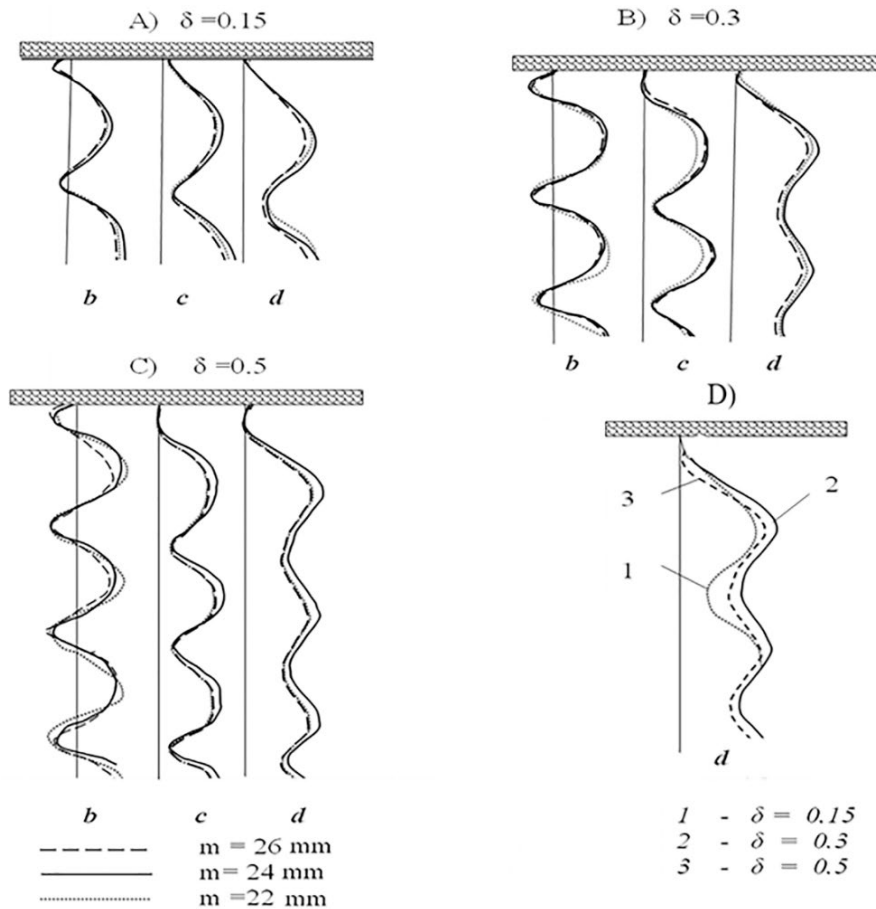 A) δ =0.15
B) δ =0.3
b c d
b c d
C) δ =0.5
D)
3
2
1
d
b c d
m = 26 mm
m= 24 mm
m=22 mm
1 - δ = 0.15
2 - δ = 0.3
3 - δ = 0.5